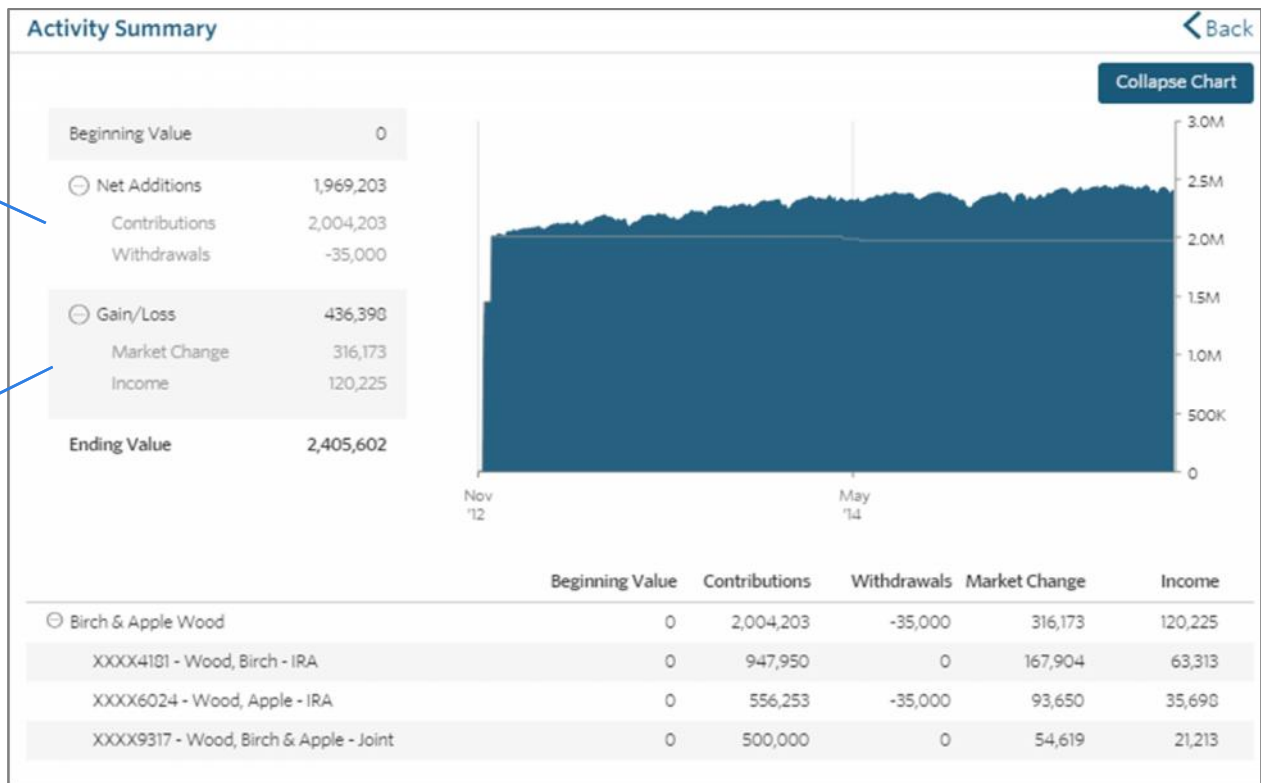 Activity Summary
Back
Collapse Chart
Beginning Value 0
Net Additions 1,969,203
Contributions 2,004,203
Withdrawals -35,000
Gain/Loss 436,398
Market Change 316,173
Income 120,225
Ending Value 2,405,602
3.0M
2.5M
2.0M
1.5M
1.0M
500K
0
Nov
'12
May
'14
Beginning Value Contributions Withdrawals Market Change Income
Birch & Apple Wood 0 2,004,203 -35,000 316,173 120,225
XXXX4181 - Wood, Birch - IRA 0 947,950 0 167,904 63,313
XXXX6024 - Wood, Apple - IRA 0 556,253 -35,000 93,650 35,698
XXXX9317 - Wood, Birch & Apple - Joint 0 500,000 0 54,619 21,213